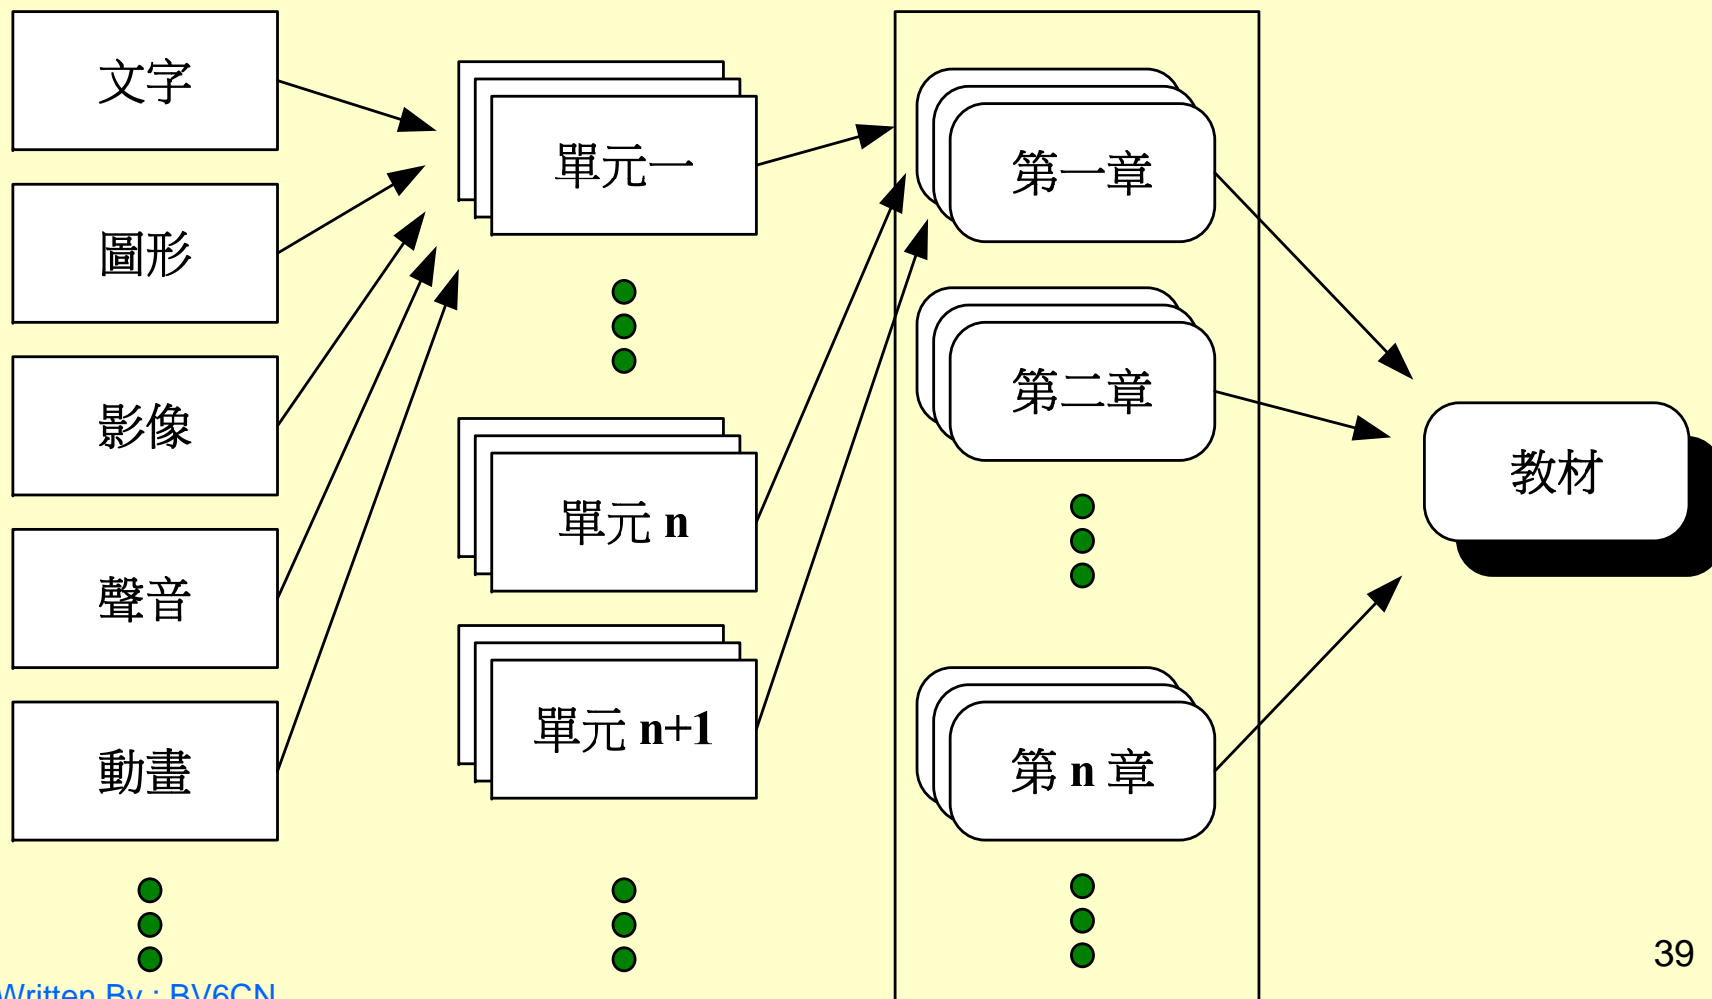 文字
圖形
影像
聲音
動畫
單元一
單元 n
單元 n+1
第一章
第二章
第 n 章
教材
39
Written By : BV6CN